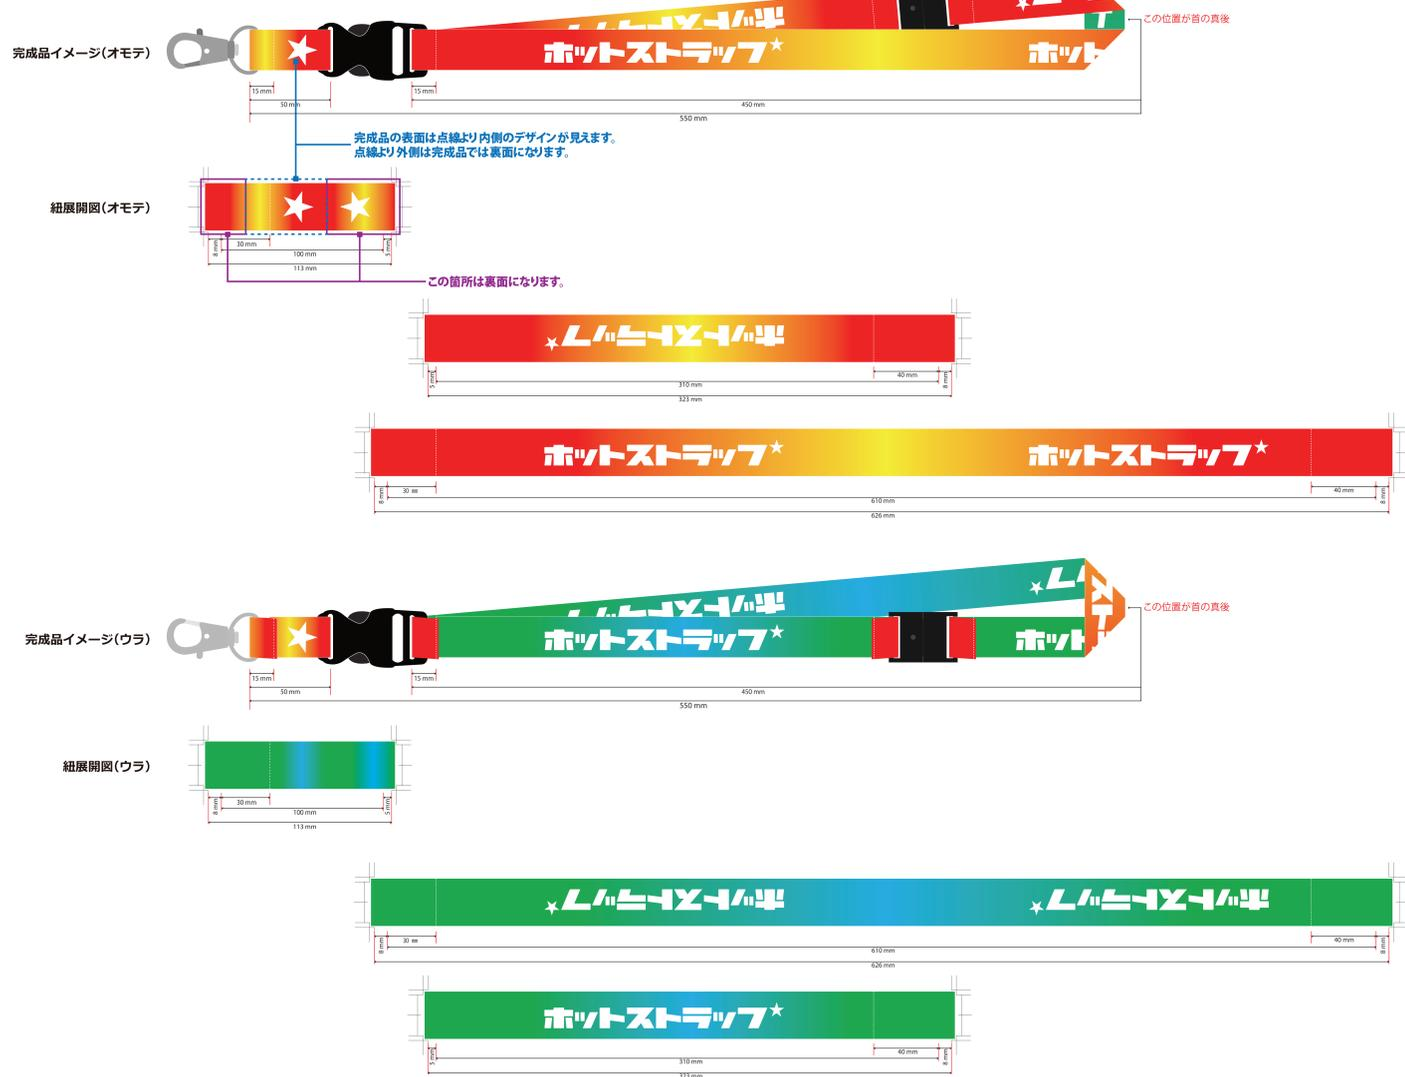 この位置が首の真後
完成品イメージ(オモテ)
ホットストラップ★
ホット
15 mm
50 mm
15 mm
450 mm
550 mm
完成品の表面は点線より内側のデザインが見えます。
点線より外側は完成品では裏面になります。
紐展開図(オモテ)
8 mm
30 mm
5 mm
100 mm
113 mm
この箇所は裏面になります。
ホットストラップ★
5 mm
40 mm
8 mm
310 mm
323 mm
ホットストラップ★
ホットストラップ★
8 mm
30 mm
40 mm
8 mm
610 mm
626 mm
この位置が首の真後
完成品イメージ(ウラ)
ホットストラップ★
ホット
15 mm
50 mm
15 mm
450 mm
550 mm
紐展開図(ウラ)
8 mm
30 mm
5 mm
100 mm
113 mm
ホットストラップ★
ホットストラップ★
8 mm
30 mm
40 mm
8 mm
610 mm
626 mm
ホットストラップ★
5 mm
40 mm
8 mm
310 mm